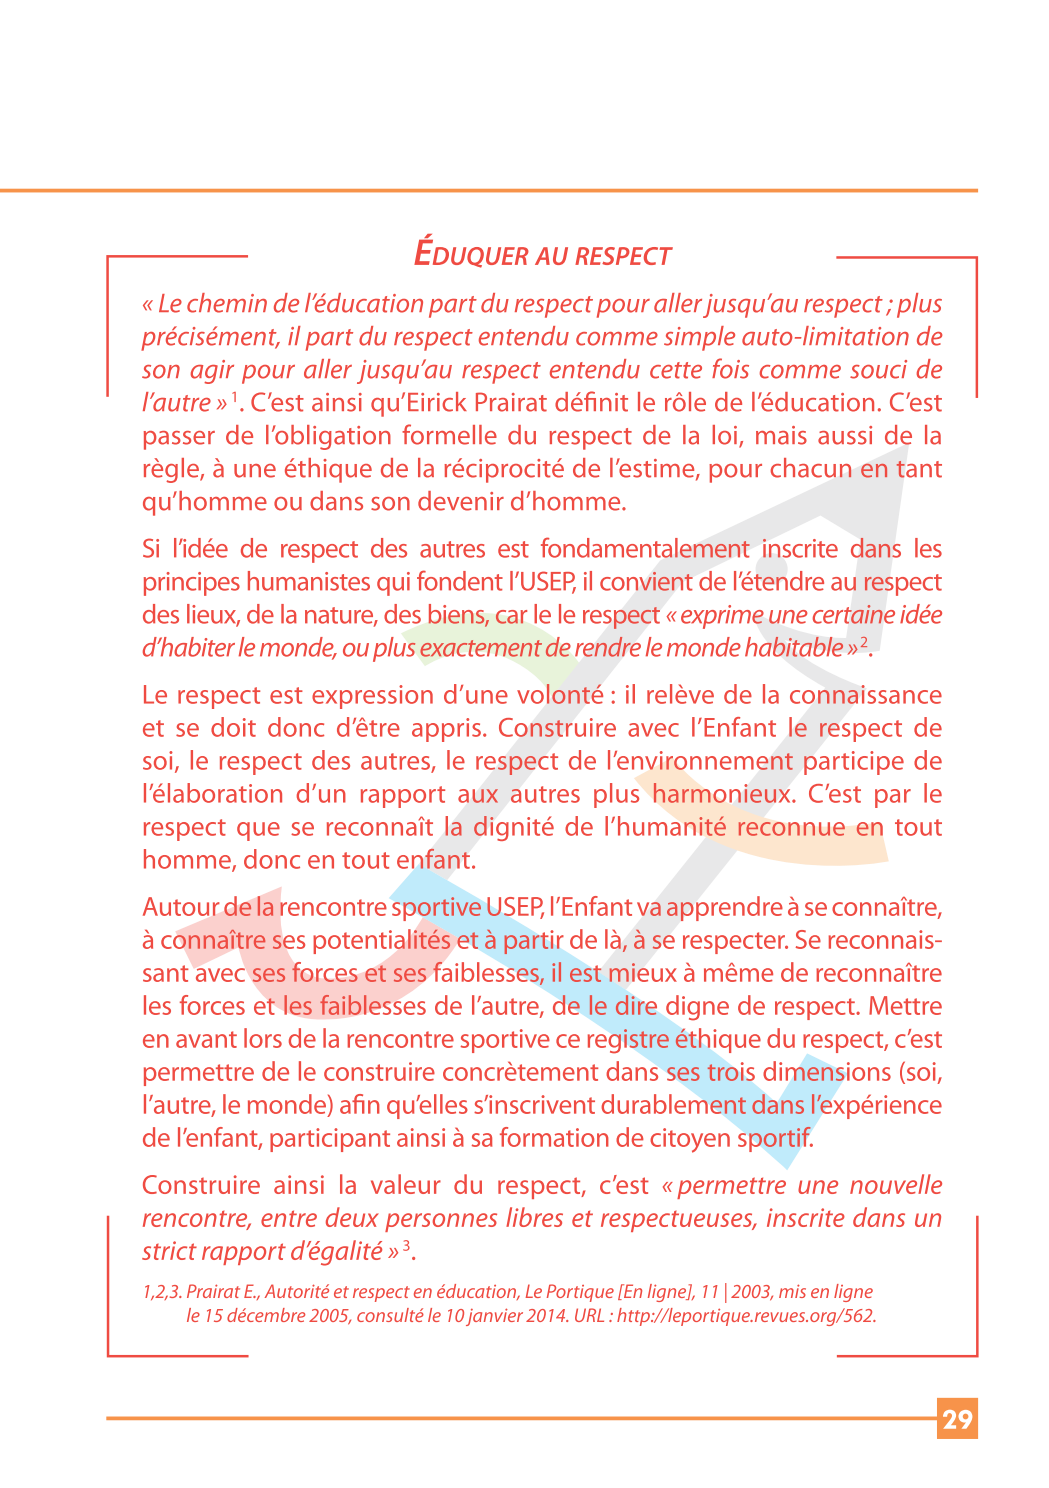 ÉDUQUER AU RESPECT
« Le chemin de l’éducation part du respect pour aller jusqu’au respect ; plus
précisément, il part du respect entendu comme simple auto-limitation de
son agir pour aller jusqu’au respect entendu cette fois comme souci de
l’autre » 1. C’est ainsi qu’Eirick Prairat définit le rôle de l’éducation. C’est
passer de l’obligation formelle du respect de la loi, mais aussi de la
règle, à une éthique de la réciprocité de l’estime, pour chacun en tant
qu’homme ou dans son devenir d’homme.
Si l’idée de respect des autres est fondamentalement inscrite dans les
principes humanistes qui fondent l’USEP, il convient de l’étendre au respect
des lieux, de la nature, des biens, car le le respect « exprime une certaine idée
d’habiter le monde, ou plus exactement de rendre le monde habitable » 2.
Le respect est expression d’une volonté : il relève de la connaissance
et se doit donc d’être appris. Construire avec l’Enfant le respect de
soi, le respect des autres, le respect de l’environnement participe de
l’élaboration d’un rapport aux autres plus harmonieux. C’est par le
respect que se reconnaît la dignité de l’humanité reconnue en tout
homme, donc en tout enfant.
Autour de la rencontre sportive USEP, l’Enfant va apprendre à se connaître,
à connaître ses potentialités et à partir de là, à se respecter. Se reconnais-
sant avec ses forces et ses faiblesses, il est mieux à même de reconnaître
les forces et les faiblesses de l’autre, de le dire digne de respect. Mettre
en avant lors de la rencontre sportive ce registre éthique du respect, c’est
permettre de le construire concrètement dans ses trois dimensions (soi,
l’autre, le monde) afin qu’elles s’inscrivent durablement dans l’expérience
de l’enfant, participant ainsi à sa formation de citoyen sportif.
Construire ainsi la valeur du respect, c’est « permettre une nouvelle
rencontre, entre deux personnes libres et respectueuses, inscrite dans un
strict rapport d’égalité » 3.
1,2,3. Prairat E., Autorité et respect en éducation, Le Portique [En ligne], 11 | 2003, mis en ligne
le 15 décembre 2005, consulté le 10 janvier 2014. URL : http://leportique.revues.org/562.
29